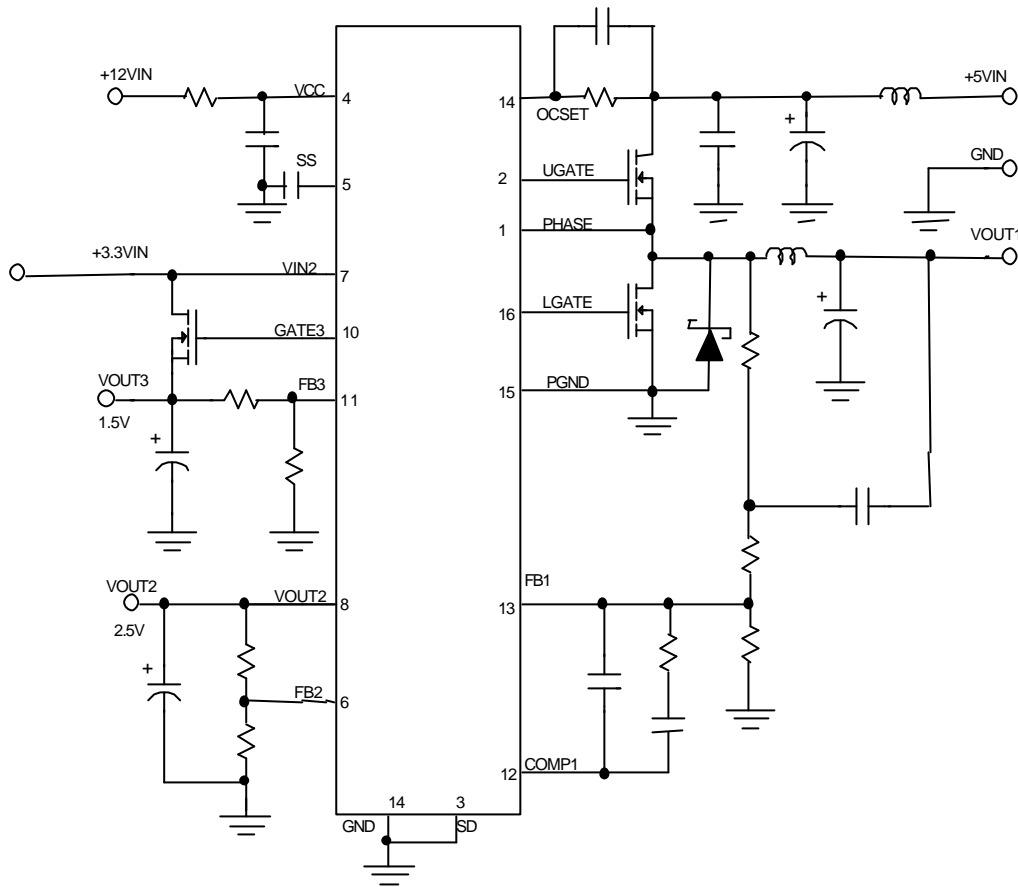 +12VIN
VCC
4
SS
5
+3.3VIN
VIN2
7
GATE3
10
VOUT3
FB3
11
1.5V
+
VOUT2
VOUT2
8
2.5V
+
FB2
6
14
3
GND
SD
14
OCSET
+5VIN
+
2
UGATE
GND
1
PHASE
VOUT1
16
LGATE
+
15
PGND
FB1
13
12
COMP1